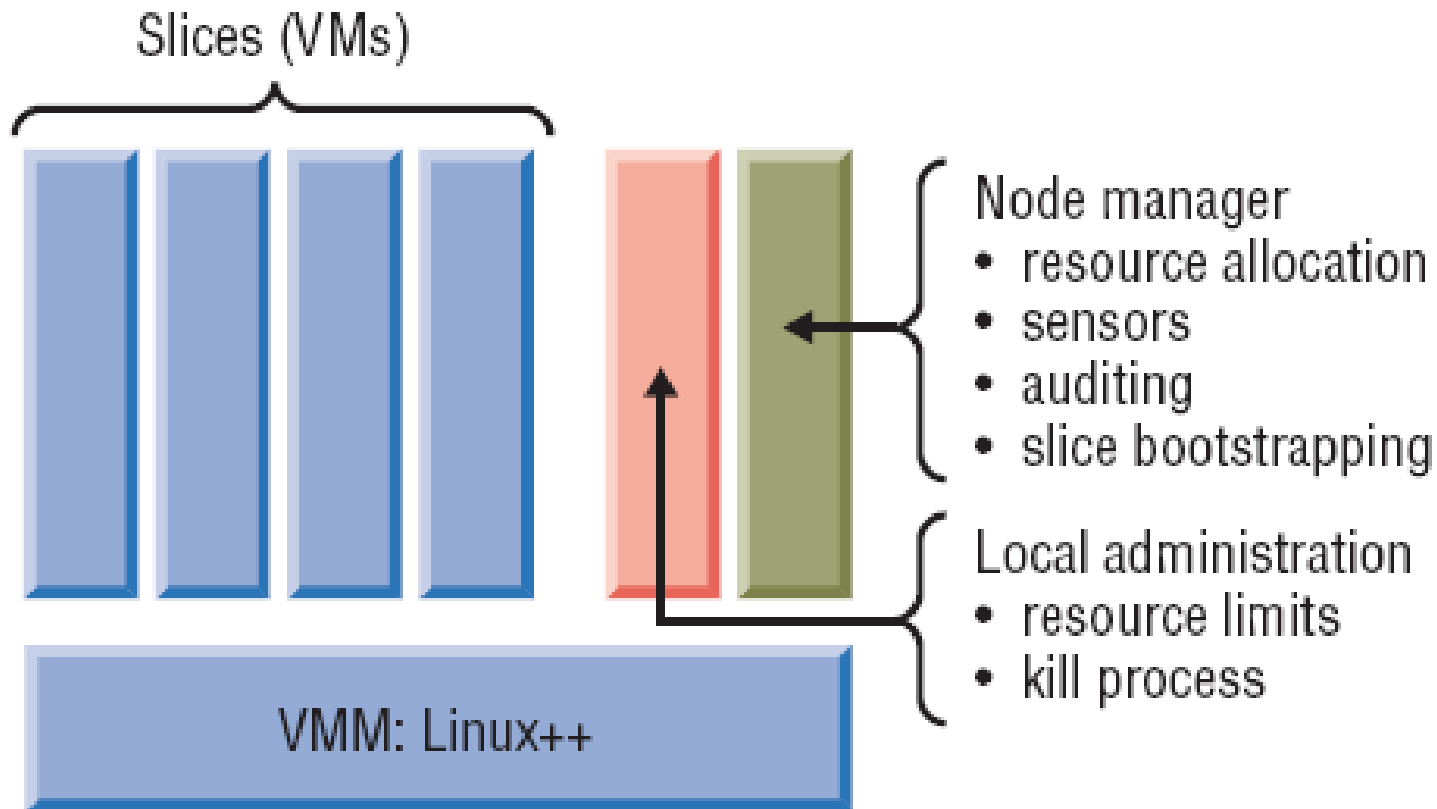 Slices (VMs)
Node manager
• resource allocation
• sensors
• auditing
• slice bootstrapping
Local administration
• resource limits
• kill process
VMM: Linux++